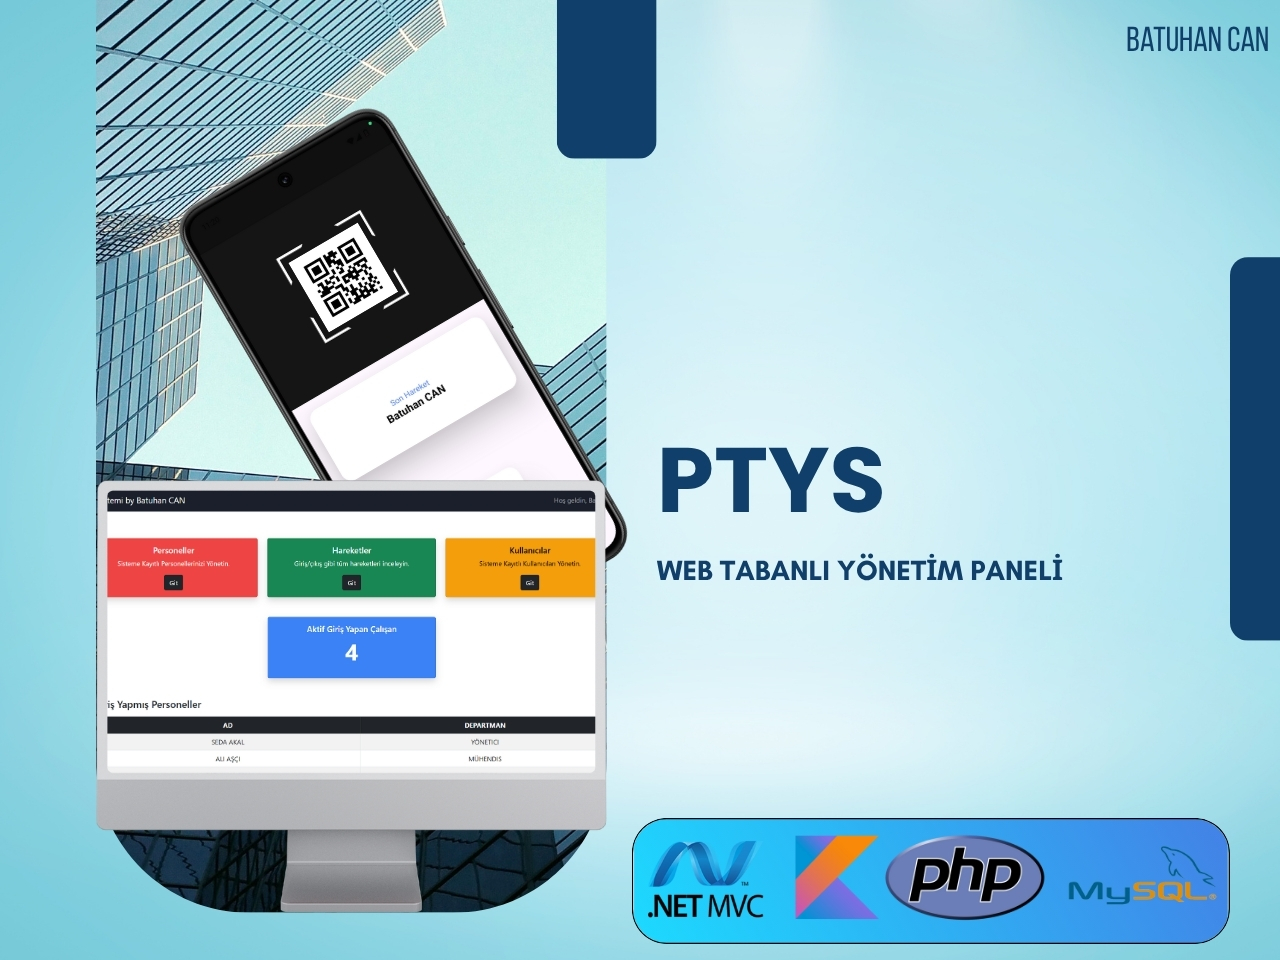 BATUHAN CAN
Son Hareket
Batuhan CAN
temi by Batuhan CAN
Hoş geldin, Ba
Personeller
Sisteme Kayıtlı Personellerinizi Yönetin.
Git
Hareketler
Giriş/çıkış gibi tüm hareketleri inceleyin.
Git
Kullanıcılar
Sisteme Kayıtlı Kullanıcıları Yönetin.
Git
Aktif Giriş Yapan Çalışan
4
iş Yapmış Personeller
AD
DEPARTMAN
SEDA AKAL
YÖNETİCİ
ALİ AŞÇI
MÜHENDİS
PTYS
WEB TABANLI YÖNETİM PANELİ
.NET MVC
TM
php
MySQL